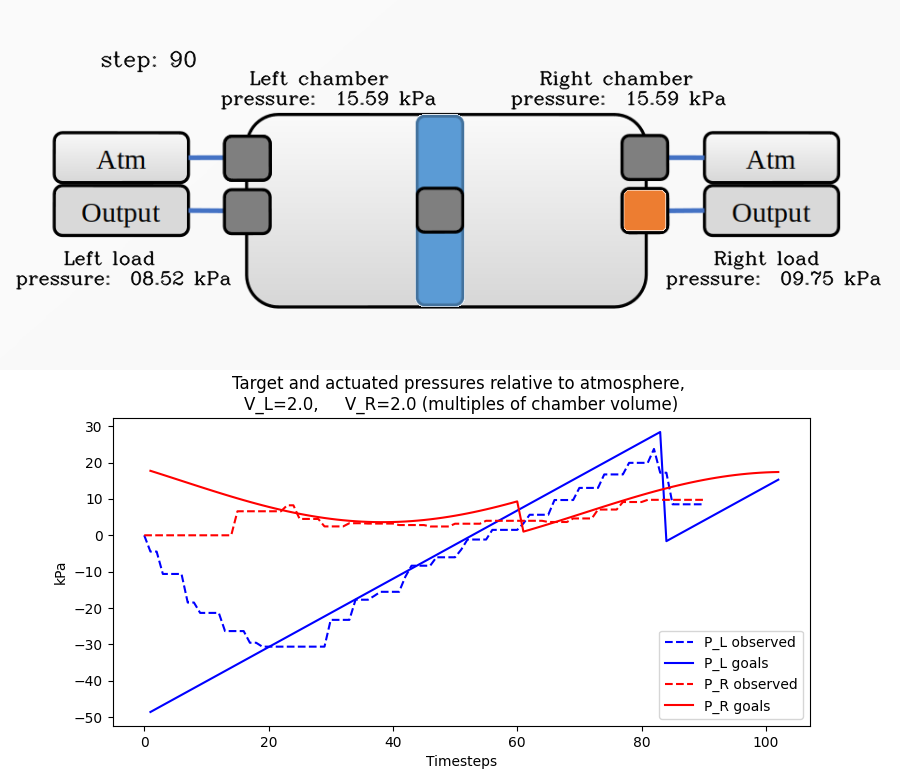 step: 90
Left chamber
pressure: 15.59 kPa
Right chamber
pressure: 15.59 kPa
Atm
Output
Atm
Output
Left load
pressure: 08.52 kPa
Right load
pressure: 09.75 kPa
Target and actuated pressures relative to atmosphere,
V_L=2.0, V_R=2.0 (multiples of chamber volume)
kPa
30
20
10
0
−10
−20
−30
−40
−50
P_L observed
P_L goals
P_R observed
P_R goals
0 20 40 60 80 100
Timesteps